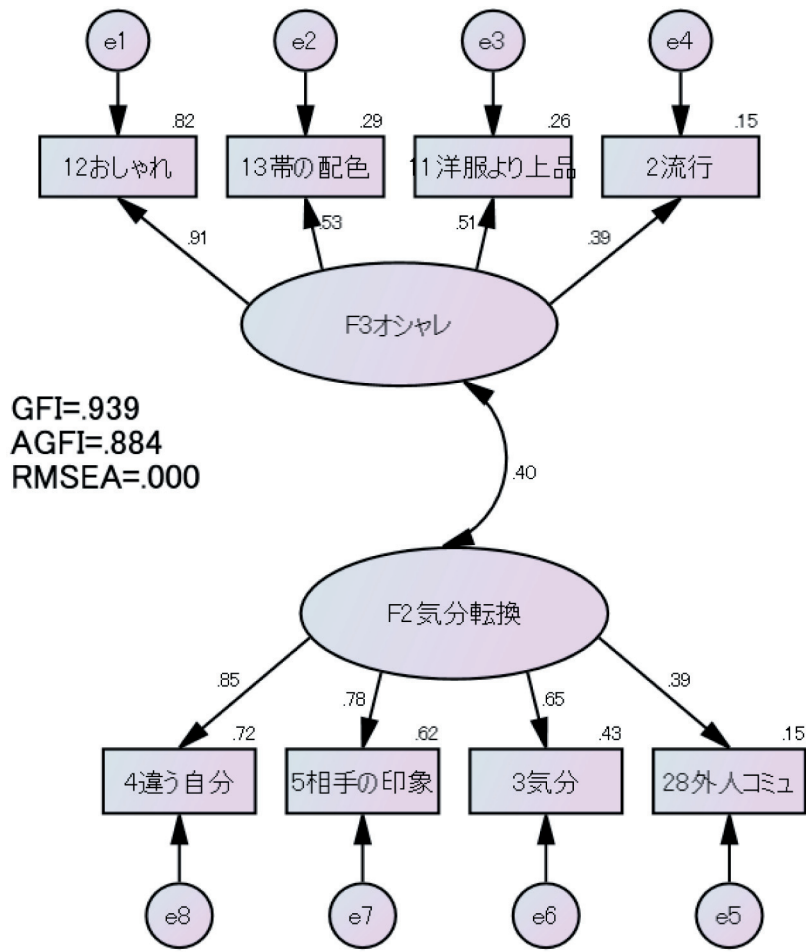 e1
e2
e3
e4
.82
.29
.26
.15
12おしゃれ
13帯の配色
11洋服より上品
2流行
.91
.53
.51
.39
F3オシャレ
GFI=.939
AGFI=.884
RMSEA=.000
.40
F2気分転換
.85
.78
.65
.39
.72
.62
.43
.15
4違う自分
5相手の印象
3気分
28外人コミュ
e8
e7
e6
e5